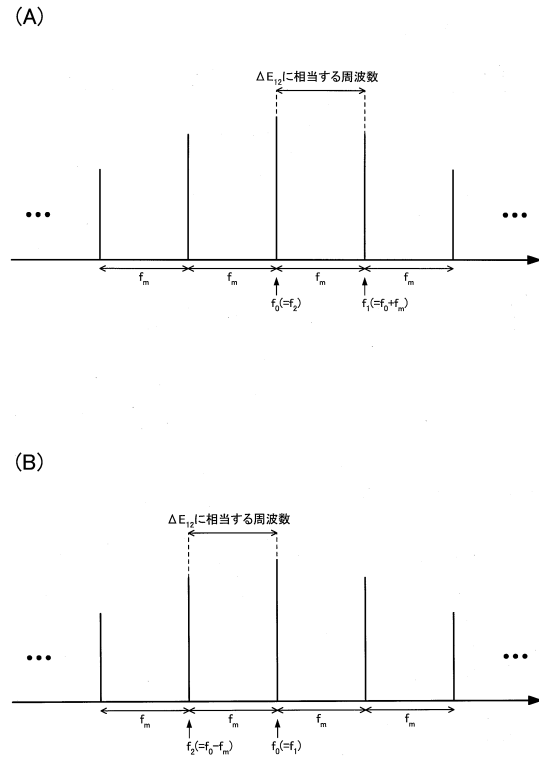 (A)
ΔE12に相当する周波数
•••
•••
fm
fm
fm
fm
f0(=f2)
f1(=f0+fm)
(B)
ΔE12に相当する周波数
•••
•••
fm
fm
fm
fm
f2(=f0-fm)
f0(=f1)